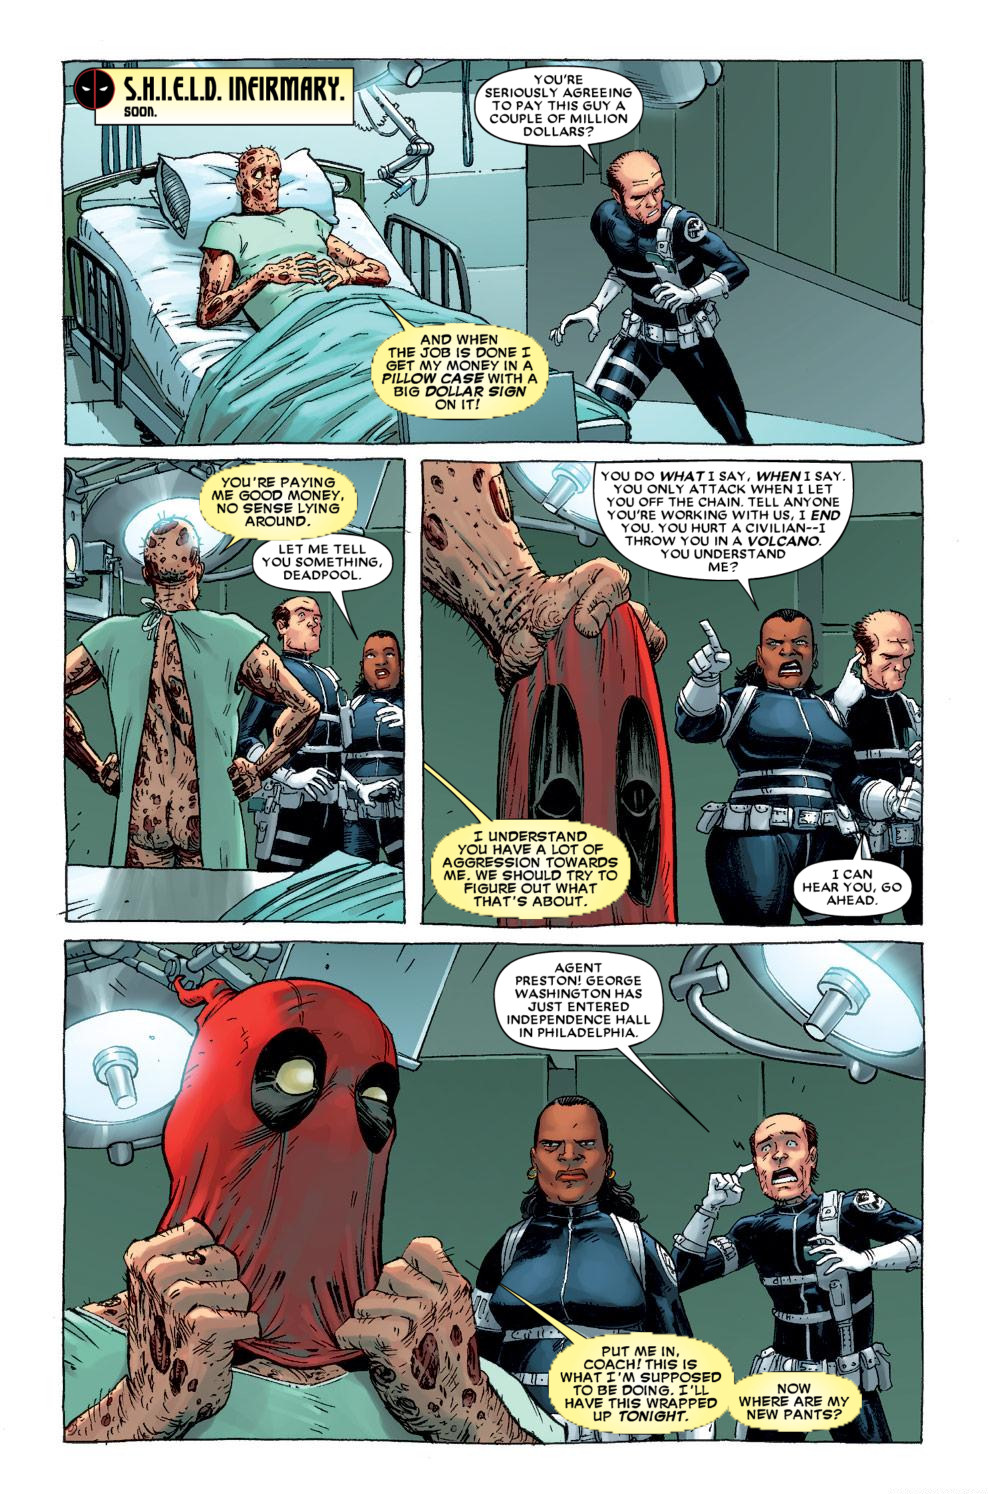 S.H.I.E.L.D. INFIRMARY.
SOON.
YOU'RE
SERIOUSLY AGREEING
TO PAY THIS GUY A
COUPLE OF MILLION
DOLLARS?
AND WHEN
THE JOB IS DONE I
GET MY MONEY IN A
PILLOW CASE WITH A
BIG DOLLAR SIGN
ON IT!
YOU'RE PAYING
ME GOOD MONEY,
NO SENSE LYING
AROUND.
LET ME TELL
YOU SOMETHING,
DEADPOOL.
YOU DO WHAT I SAY, WHEN I SAY.
YOU ONLY ATTACK WHEN I LET
YOU OFF THE CHAIN. TELL ANYONE
YOU'RE WORKING WITH US, I END
YOU. YOU HURT A CIVILIAN--I
THROW YOU IN A VOLCANO.
YOU UNDERSTAND
ME?
I UNDERSTAND
YOU HAVE A LOT OF
AGGRESSION TOWARDS
ME. WE SHOULD TRY TO
FIGURE OUT WHAT
THAT'S ABOUT.
I CAN
HEAR YOU, GO
AHEAD.
AGENT
PRESTON! GEORGE
WASHINGTON HAS
JUST ENTERED
INDEPENDENCE HALL
IN PHILADELPHIA.
PUT ME IN,
COACH! THIS IS
WHAT I'M SUPPOSED
TO BE DOING. I'LL
HAVE THIS WRAPPED
UP TONIGHT.
NOW
WHERE ARE MY
NEW PANTS?